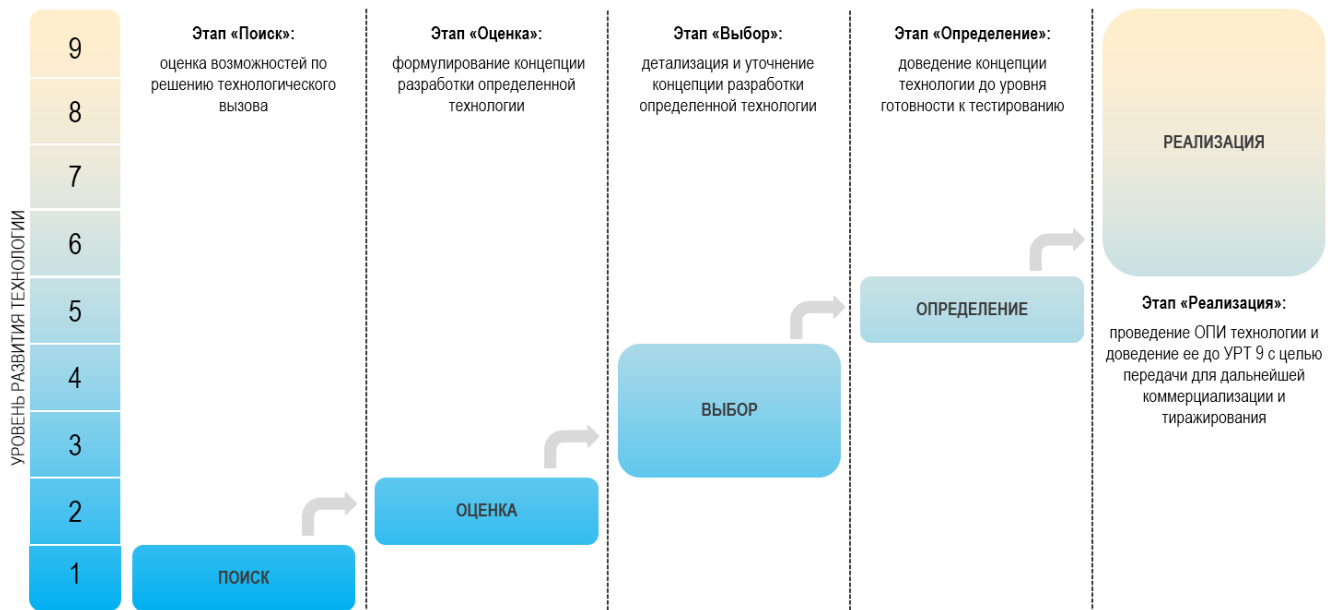 УРОВЕНЬ РАЗВИТИЯ ТЕХНОЛОГИИ
9
8
7
6
5
4
3
2
1
Этап «Поиск»:
оценка возможностей по
решению технологического
вызова
ПОИСК
Этап «Оценка»:
формулирование концепции
разработки определенной
технологии
ОЦЕНКА
Этап «Выбор»:
детализация и уточнение
концепции разработки
определенной технологии
ВЫБОР
Этап «Определение»:
доведение концепции
технологии до уровня
готовности к тестированию
ОПРЕДЕЛЕНИЕ
РЕАЛИЗАЦИЯ
Этап «Реализация»:
проведение ОПИ технологии и
доведение ее до УРТ 9 с целью
передачи для дальнейшей
коммерциализации и
тиражирования